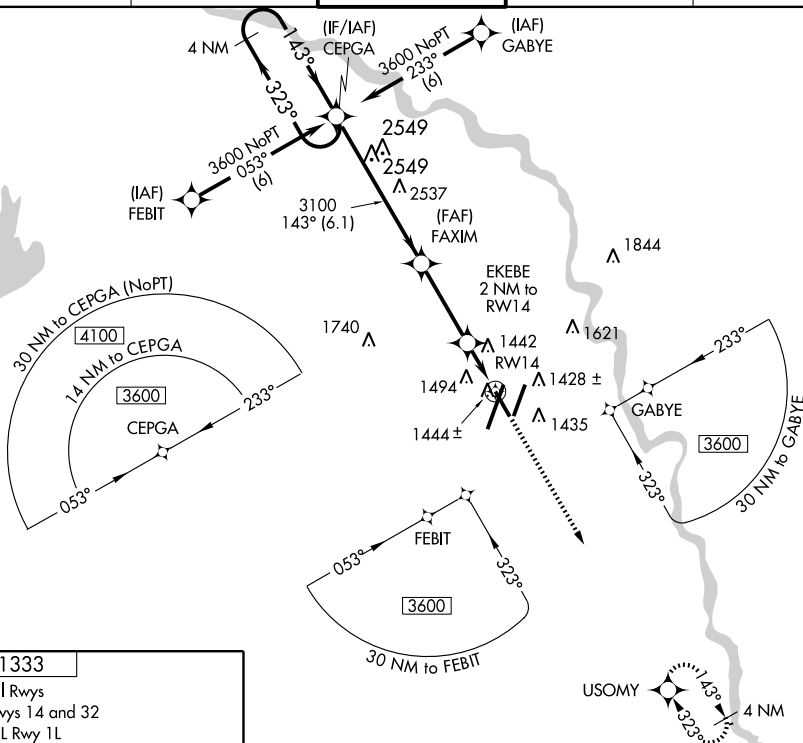 (IF/IAF)
CEPGA
(IAF)
GABYE
4 NM
143°
323°
3600 NoPT
233°
(6)
3600 NoPT
053°
(6)
(IAF)
FEBIT
2549
2549
2537
3100
143° (6.1)
(FAF)
FAXIM
1844
EKEBE
2 NM to
RW14
1740
1442
1621
RW14
1494
1428 ±
1444 ±
1435
30 NM to CEPGA (NoPT)
4100
14 NM to CEPGA
3600
CEPGA
233°
053°
233°
GABYE
3600
323°
30 NM to GABYE
FEBIT
053°
323°
3600
30 NM to FEBIT
USOMY
143°
323°
4 NM
1333
l Rwys
wys 14 and 32
L Rwy 1L